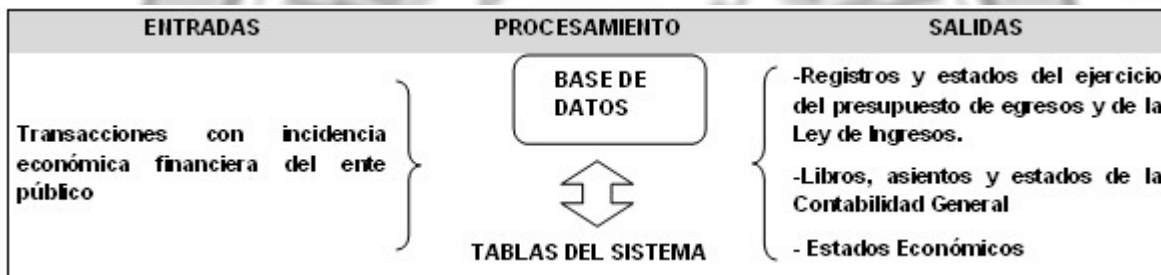 ENTRADAS
PROCESAMIENTO
SALIDAS
Transacciones con incidencia
económica financiera del ente
público
BASE DE
DATOS
TABLAS DEL SISTEMA
-Registros y estados del ejercicio
del presupuesto de egresos y de la
Ley de Ingresos.
-Libros, asientos y estados de la
Contabilidad General
- Estados Económicos